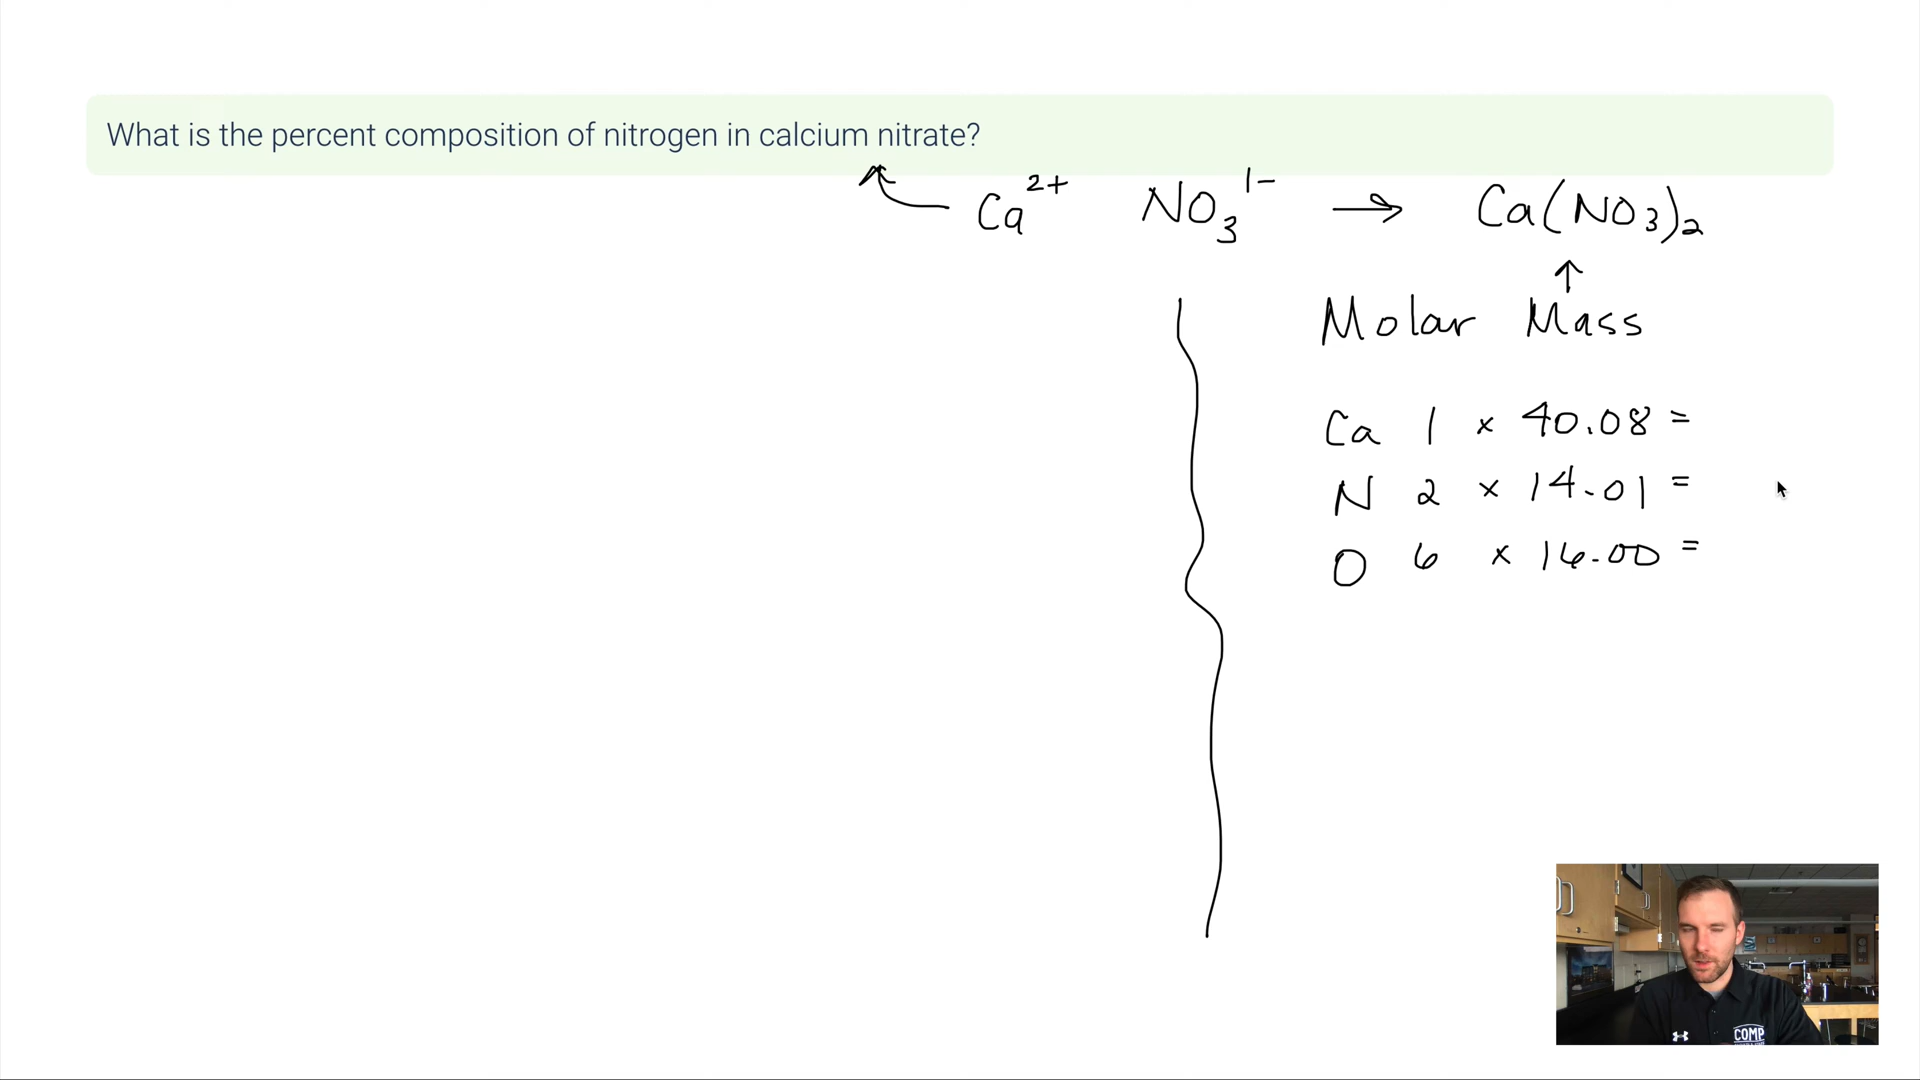 What is the percent composition of nitrogen in calcium nitrate?
Ca²⁺ NO₃¹⁻ → Ca(NO₃)₂
↑
Molar Mass
Ca 1 × 40.08 =
N 2 × 14.01 =
O 6 × 16.00 =
COMP